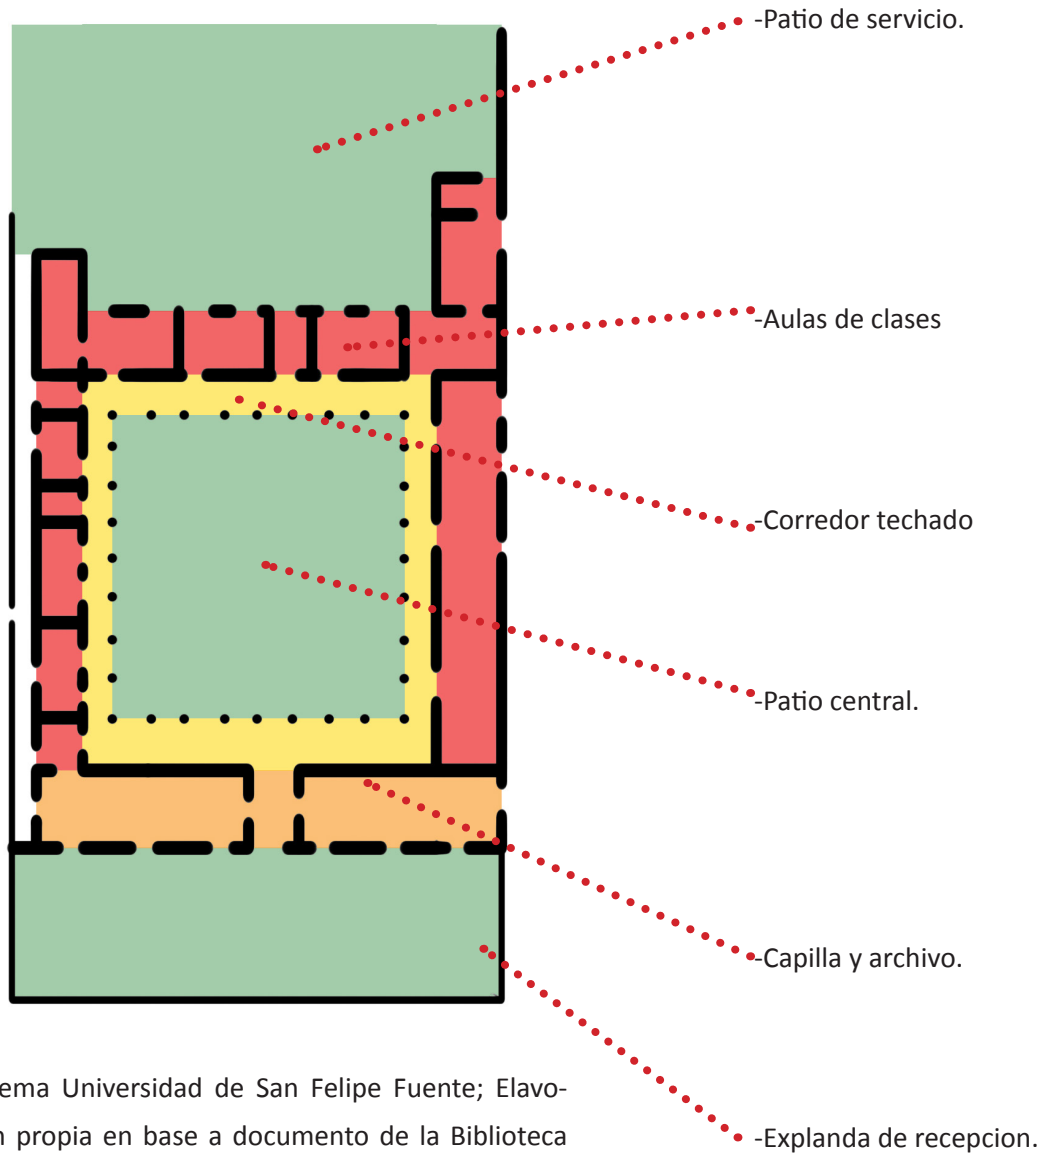 -Patio de servicio.
-Aulas de clases
-Corredor techado
-Patio central.
-Capilla y archivo.
-Explanda de recepcion.
ema Universidad de San Felipe Fuente; Elavo-
n propia en base a documento de la Biblioteca